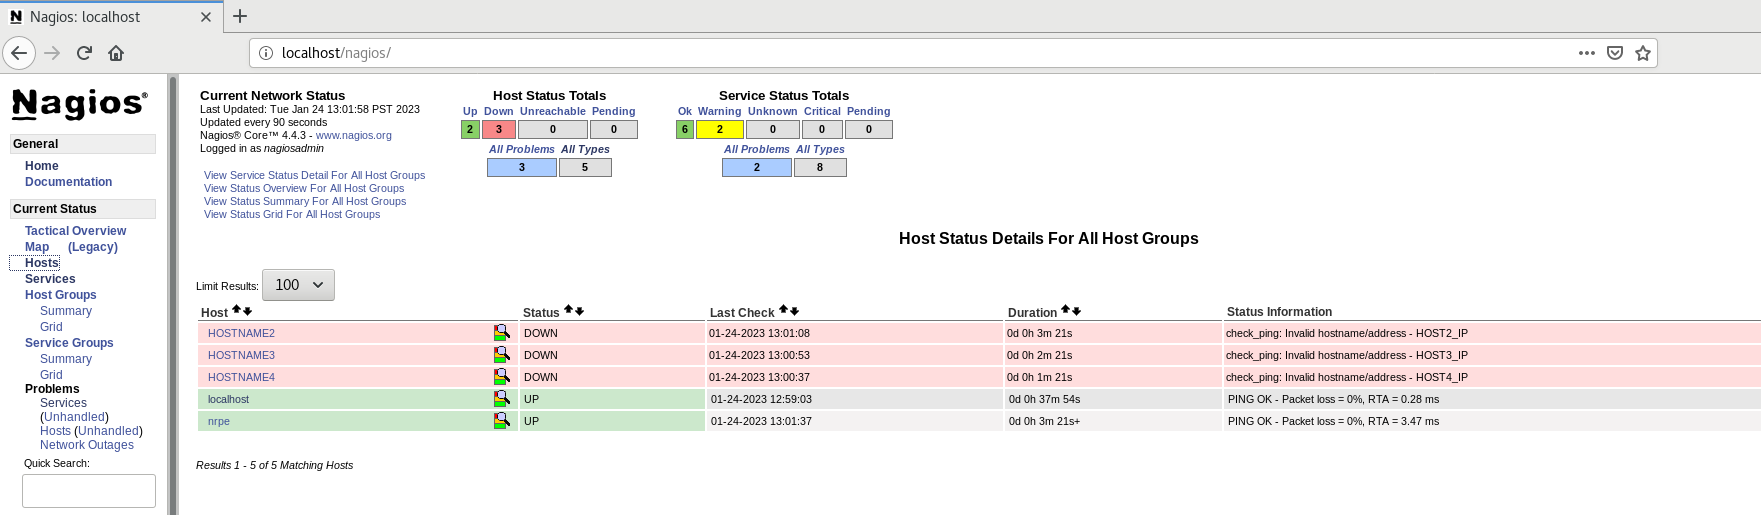 Nagios: localhost
localhost/nagios/
Nagios®
General
Home
Documentation
Current Status
Tactical Overview
Map (Legacy)
Hosts
Services
Host Groups
Summary
Grid
Service Groups
Summary
Grid
Problems
Services
(Unhandled)
Hosts (Unhandled)
Network Outages
Quick Search:
Current Network Status
Last Updated: Tue Jan 24 13:01:58 PST 2023
Updated every 90 seconds
Nagios® Core™ 4.4.3 - www.nagios.org
Logged in as nagiosadmin
View Service Status Detail For All Host Groups
View Status Overview For All Host Groups
View Status Summary For All Host Groups
View Status Grid For All Host Groups
Host Status Totals
Up Down Unreachable Pending
2 3 0 0
All Problems All Types
3 5
Service Status Totals
Ok Warning Unknown Critical Pending
6 2 0 0 0
All Problems All Types
2 8
Host Status Details For All Host Groups
Limit Results: 100
Host Status Last Check Duration Status Information
HOSTNAME2 DOWN 01-24-2023 13:01:08 0d 0h 3m 21s check_ping: Invalid hostname/address - HOST2_IP
HOSTNAME3 DOWN 01-24-2023 13:00:53 0d 0h 2m 21s check_ping: Invalid hostname/address - HOST3_IP
HOSTNAME4 DOWN 01-24-2023 13:00:37 0d 0h 1m 21s check_ping: Invalid hostname/address - HOST4_IP
localhost UP 01-24-2023 12:59:03 0d 0h 37m 54s PING OK - Packet loss = 0%, RTA = 0.28 ms
nrpe UP 01-24-2023 13:01:37 0d 0h 3m 21s+ PING OK - Packet loss = 0%, RTA = 3.47 ms
Results 1 - 5 of 5 Matching Hosts